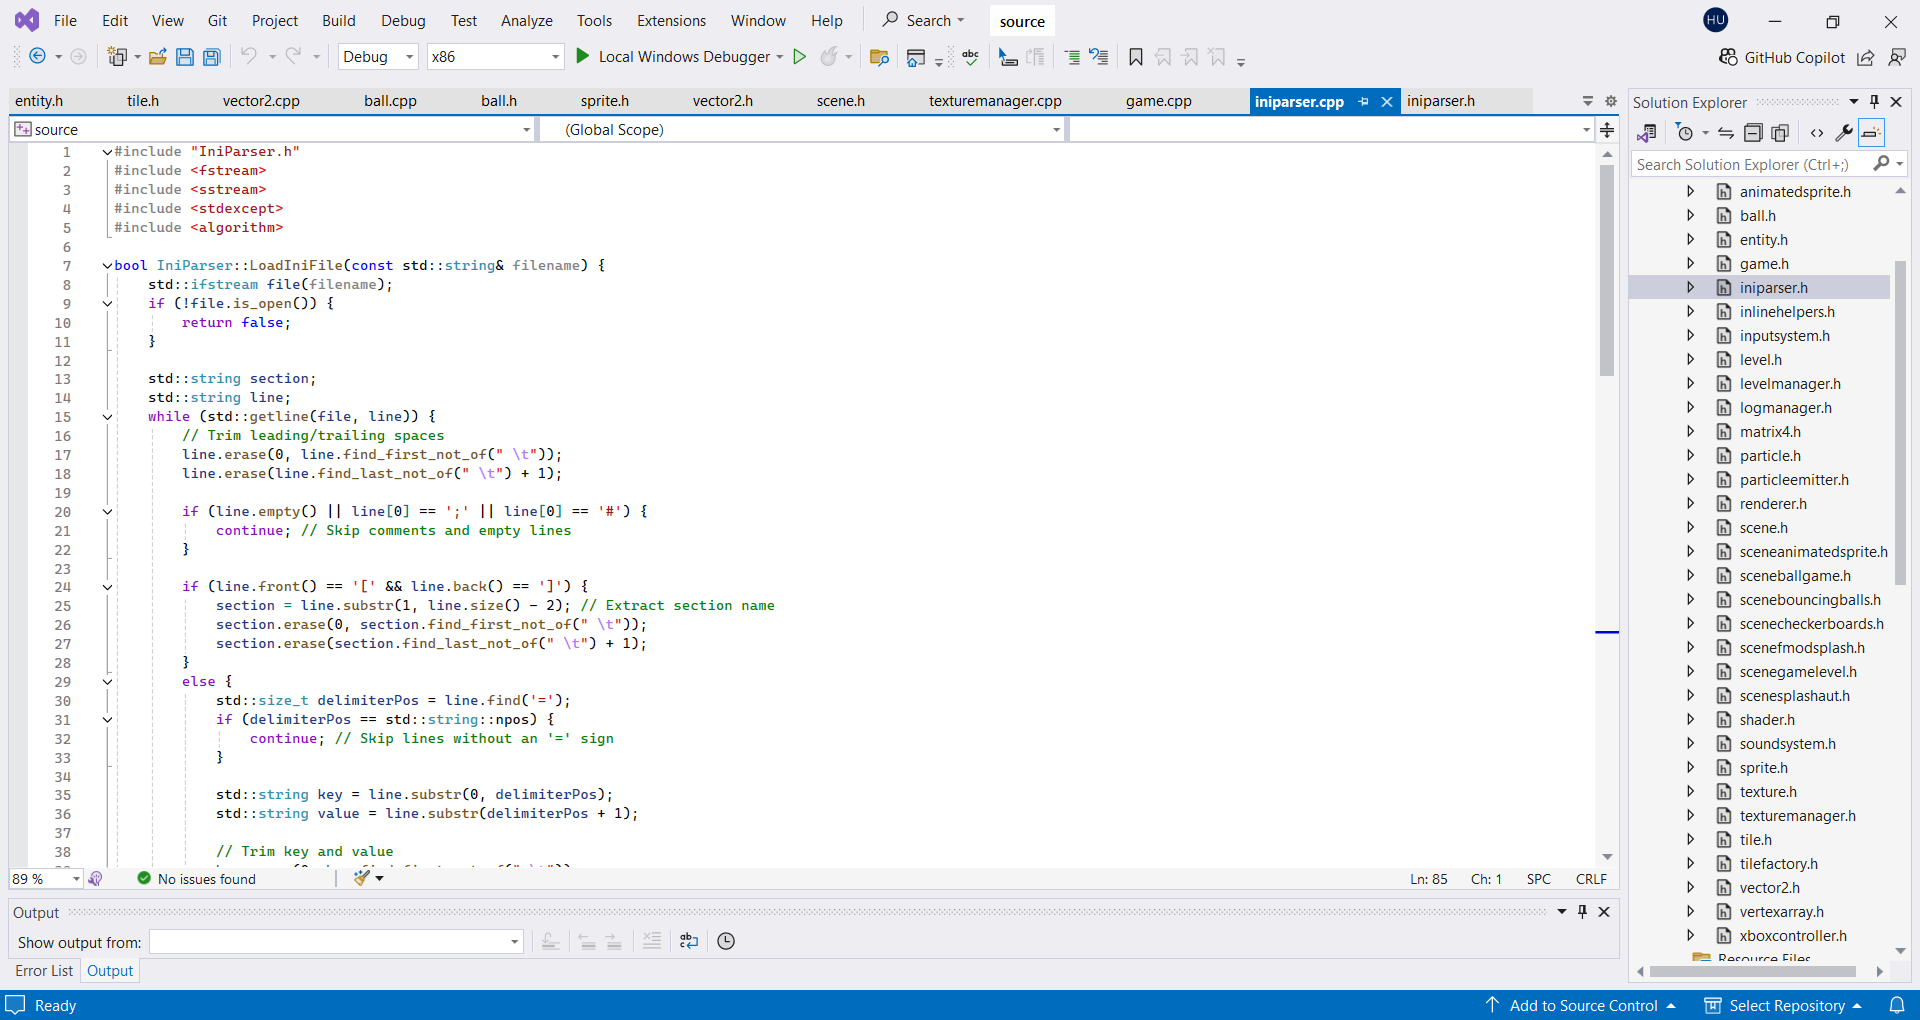 File Edit View Git Project Build Debug Test Analyze Tools Extensions Window Help Search source HU
Debug x86 Local Windows Debugger abc GitHub Copilot
entity.h tile.h vector2.cpp ball.cpp ball.h sprite.h vector2.h scene.h texturemanager.cpp game.cpp iniparser.cpp iniparser.h
source (Global Scope)
1 #include "IniParser.h"
2 #include <fstream>
3 #include <sstream>
4 #include <stdexcept>
5 #include <algorithm>
6
7 bool IniParser::LoadIniFile(const std::string& filename) {
8 std::ifstream file(filename);
9 if (!file.is_open()) {
10 return false;
11 }
12
13 std::string section;
14 std::string line;
15 while (std::getline(file, line)) {
16 // Trim leading/trailing spaces
17 line.erase(0, line.find_first_not_of(" \t"));
18 line.erase(line.find_last_not_of(" \t") + 1);
19
20 if (line.empty() || line[0] == ';' || line[0] == '#') {
21 continue; // Skip comments and empty lines
22 }
23
24 if (line.front() == '[' && line.back() == ']') {
25 section = line.substr(1, line.size() - 2); // Extract section name
26 section.erase(0, section.find_first_not_of(" \t"));
27 section.erase(section.find_last_not_of(" \t") + 1);
28 }
29 else {
30 std::size_t delimiterPos = line.find('=');
31 if (delimiterPos == std::string::npos) {
32 continue; // Skip lines without an '=' sign
33 }
34
35 std::string key = line.substr(0, delimiterPos);
36 std::string value = line.substr(delimiterPos + 1);
37
38 // Trim key and value
89 % No issues found Ln: 85 Ch: 1 SPC CRLF
Output
Show output from:
Error List Output
Solution Explorer
Search Solution Explorer (Ctrl+;)
animatedsprite.h
ball.h
entity.h
game.h
iniparser.h
inlinehelpers.h
inputsystem.h
level.h
levelmanager.h
logmanager.h
matrix4.h
particle.h
particleemitter.h
renderer.h
scene.h
sceneanimatedsprite.h
sceneballgame.h
scenebouncingballs.h
scenecheckerboards.h
scenefmodsplash.h
scenegamelevel.h
scenesplashaut.h
shader.h
soundsystem.h
sprite.h
texture.h
texturemanager.h
tile.h
tilefactory.h
vector2.h
vertexarray.h
xboxcontroller.h
Resource Files
Ready Add to Source Control Select Repository